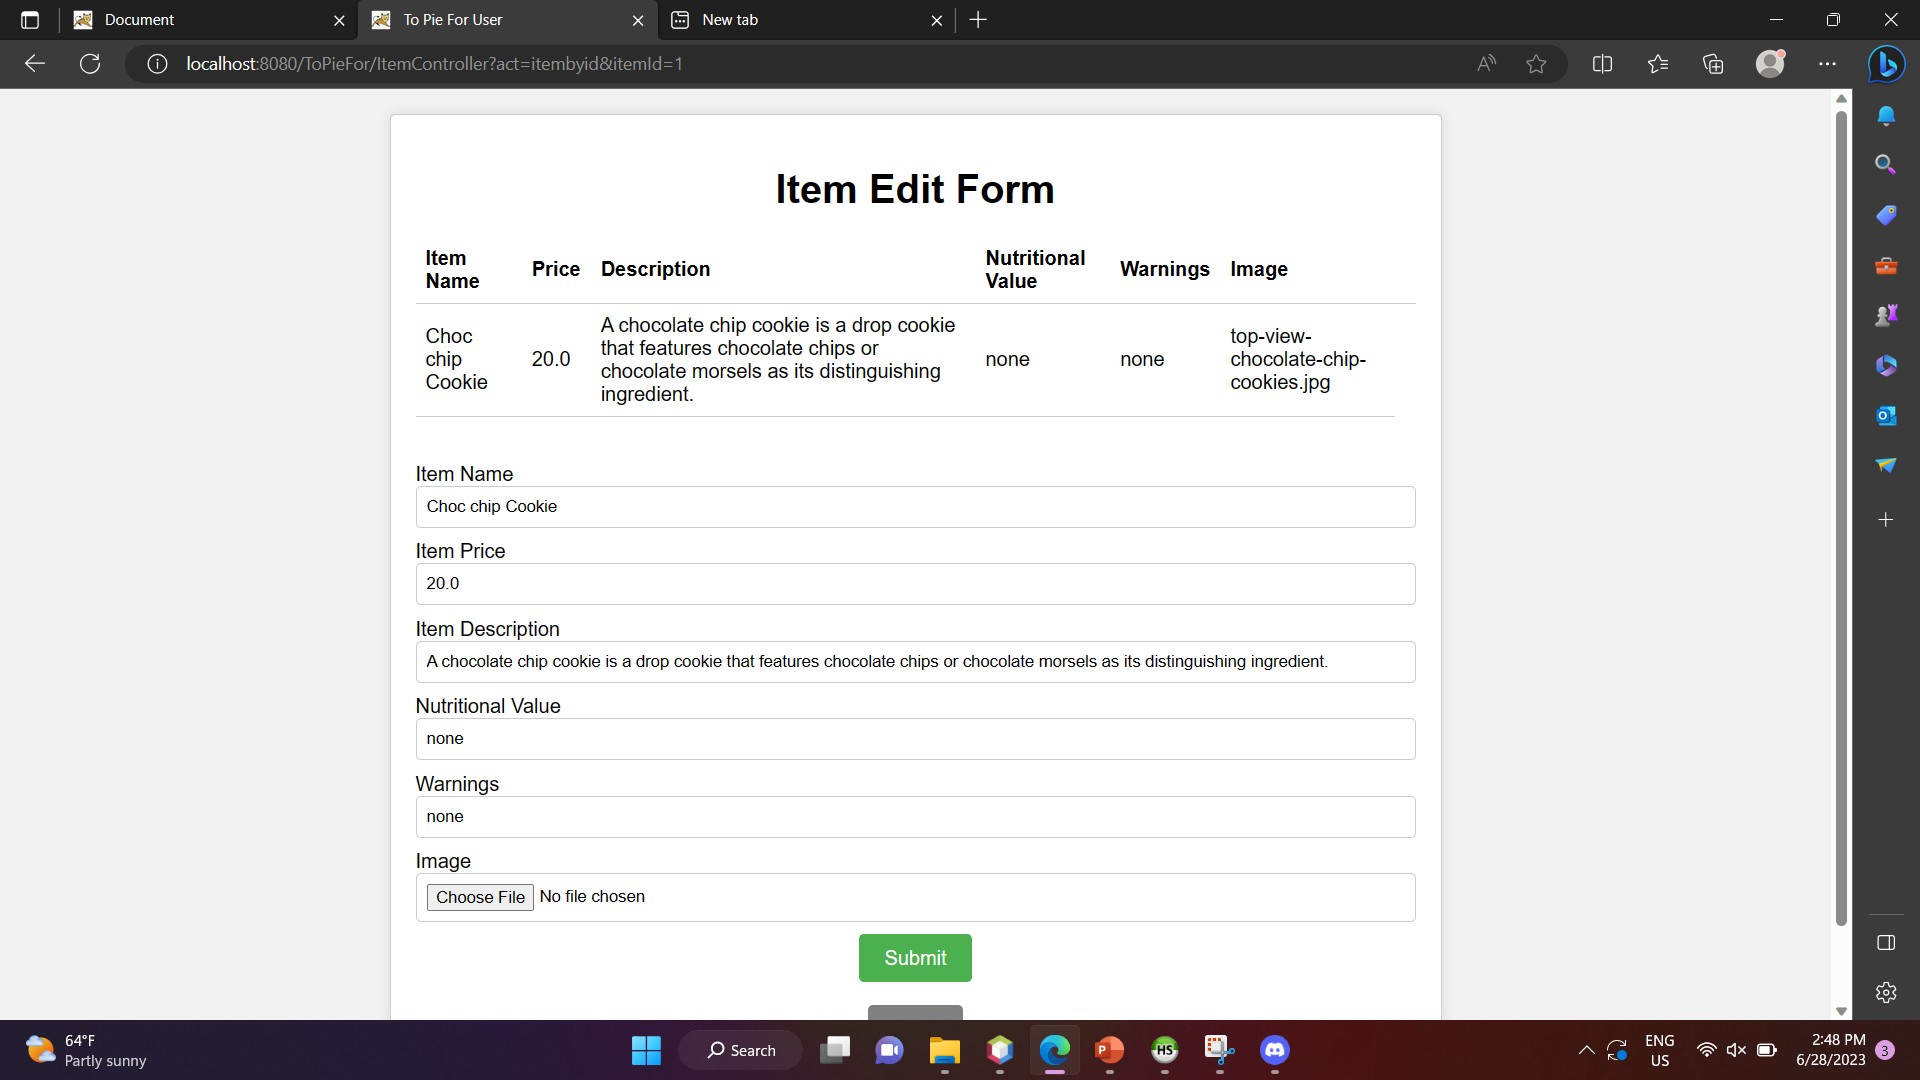 Document
To Pie For User
New tab
localhost:8080/ToPieFor/ItemController?act=itembyid&itemId=1
Item Edit Form
Item Name
Price
Description
Nutritional Value
Warnings
Image
Choc
chip
Cookie
20.0
A chocolate chip cookie is a drop cookie
that features chocolate chips or
chocolate morsels as its distinguishing
ingredient.
none
none
top-view-
chocolate-chip-
cookies.jpg
Item Name
Choc chip Cookie
Item Price
20.0
Item Description
A chocolate chip cookie is a drop cookie that features chocolate chips or chocolate morsels as its distinguishing ingredient.
Nutritional Value
none
Warnings
none
Image
Choose File No file chosen
Submit
64°F
Partly sunny
Search
P
HS
ENG
US
2:48 PM
6/28/2023
3